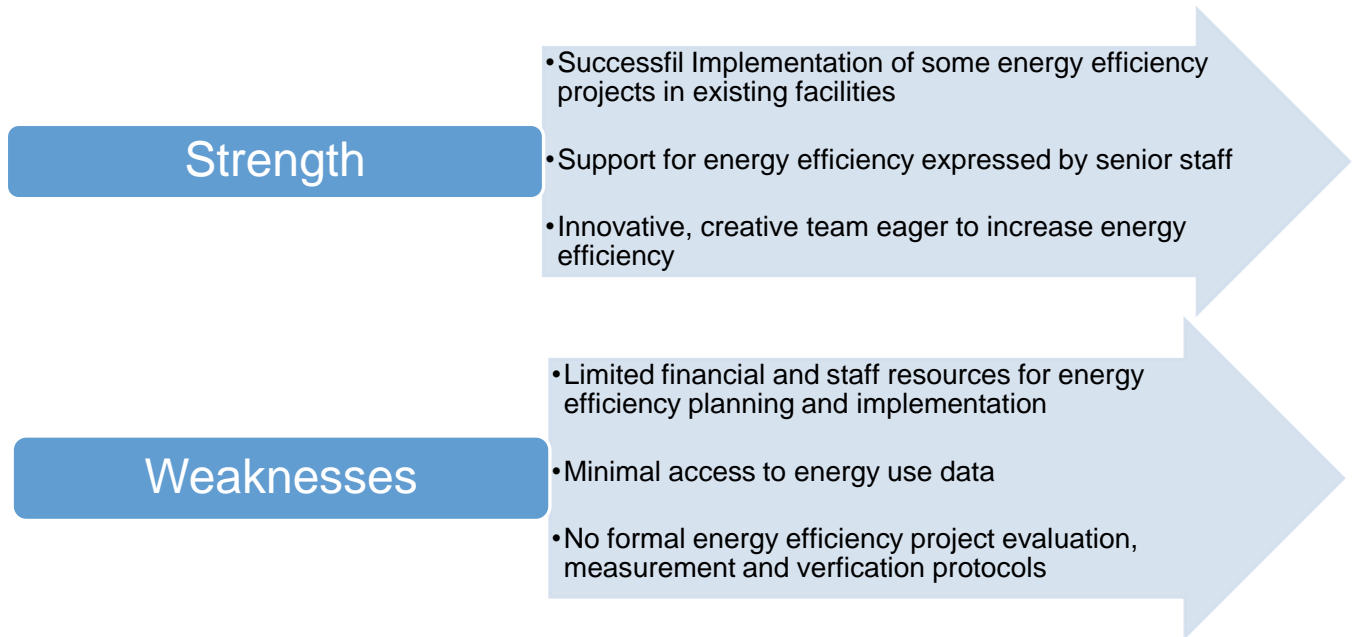 Strength
•Successfil Implementation of some energy efficiency
projects in existing facilities
•Support for energy efficiency expressed by senior staff
•Innovative, creative team eager to increase energy
efficiency
Weaknesses
•Limited financial and staff resources for energy
efficiency planning and implementation
•Minimal access to energy use data
•No formal energy efficiency project evaluation,
measurement and verfication protocols